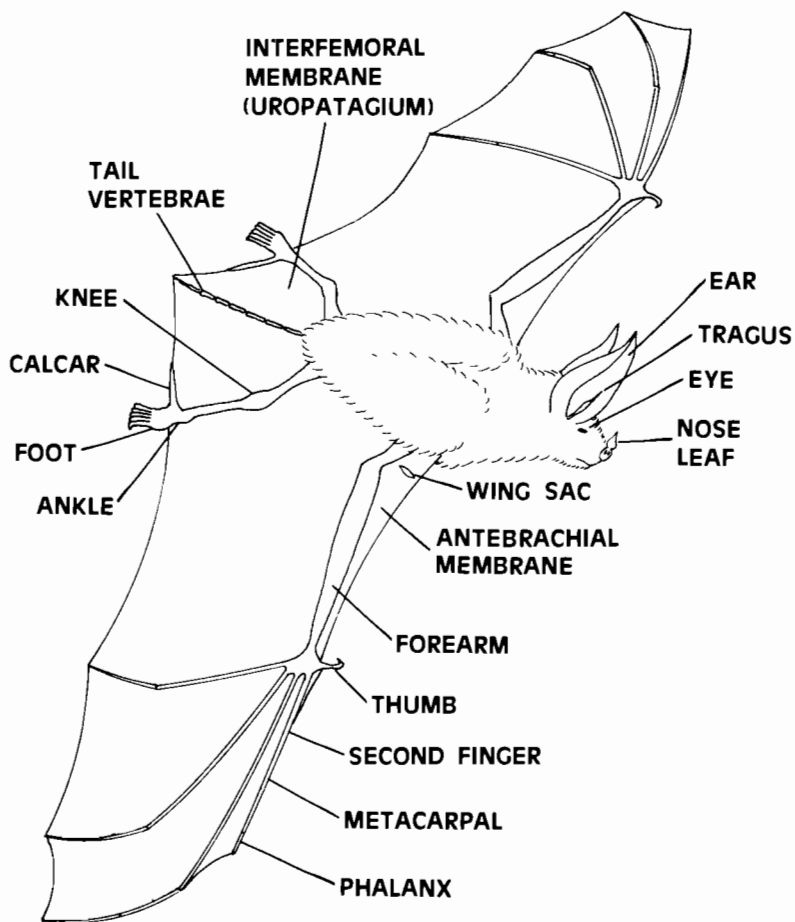 INTERFEMORAL
MEMBRANE
(UROPATAGIUM)
TAIL
VERTEBRAE
KNEE
CALCAR
FOOT
ANKLE
EAR
TRAGUS
EYE
NOSE
LEAF
WING SAC
ANTEBRACHIAL
MEMBRANE
FOREARM
THUMB
SECOND FINGER
METACARPAL
PHALANX